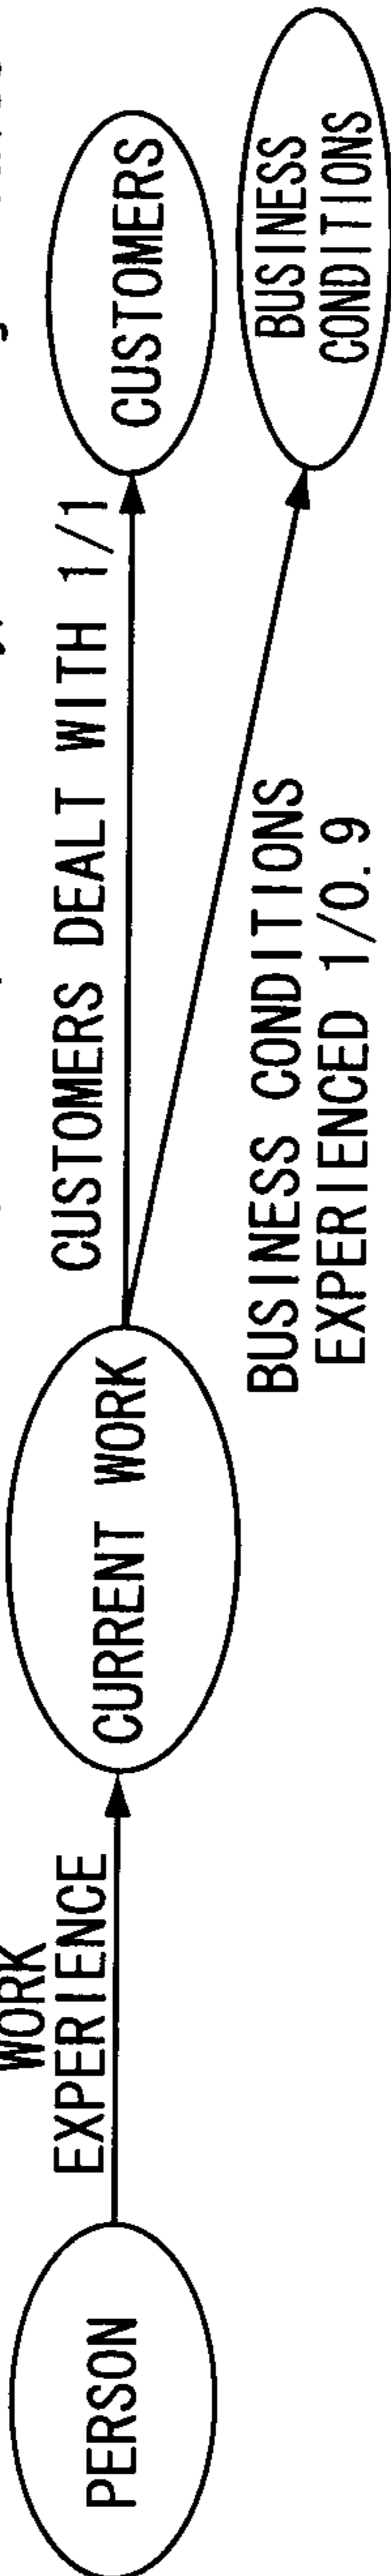 PERSON
WORK
EXPERIENCE
CURRENT WORK
CUSTOMERS DEALT WITH 1/1
CUSTOMERS
BUSINESS CONDITIONS
EXPERIENCED 1/0.9
BUSINESS
CONDITIONS